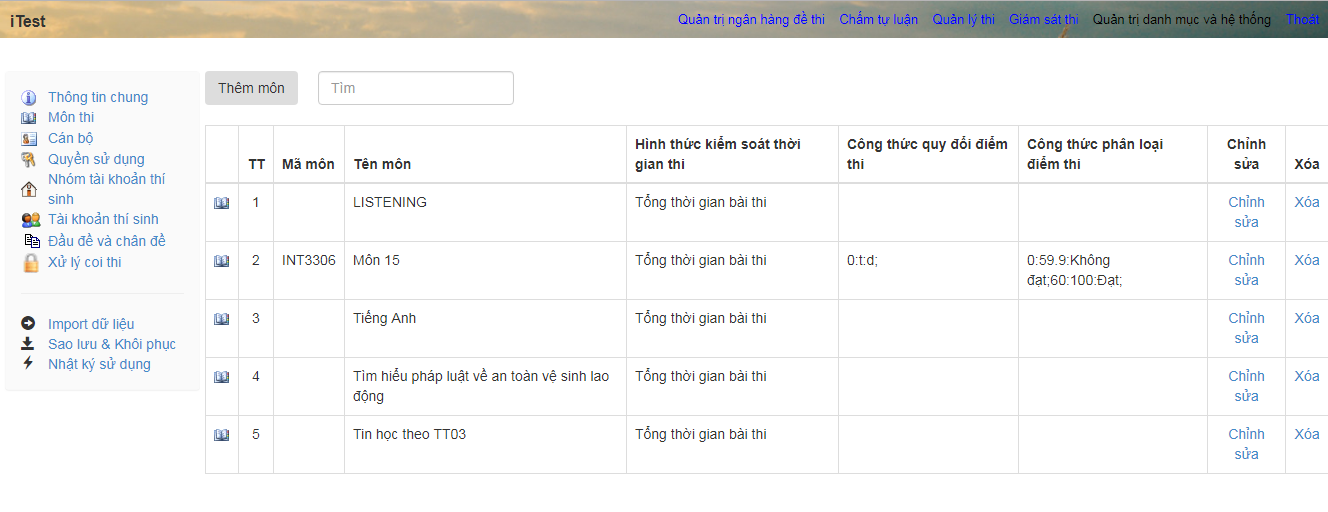 iTest
Quản trị ngân hàng đề thi Chấm tự luận Quản lý thi Giám sát thi Quản trị danh mục và hệ thống Thoát
Thông tin chung
Môn thi
Cán bộ
Quyền sử dụng
Nhóm tài khoản thí
sinh
Tài khoản thí sinh
Đầu đề và chân đề
Xử lý coi thi
Import dữ liệu
Sao lưu & Khôi phục
Nhật ký sử dụng
Thêm môn Tìm
TT Mã môn Tên môn Hình thức kiểm soát thời
gian thi Công thức quy đổi điểm
thi Công thức phân loại
điểm thi Chỉnh
sửa Xóa
1 LISTENING Tổng thời gian bài thi Chỉnh
sửa Xóa
2 INT3306 Môn 15 Tổng thời gian bài thi 0:t:d; 0:59.9:Không
đạt;60:100:Đạt; Chỉnh
sửa Xóa
3 Tiếng Anh Tổng thời gian bài thi Chỉnh
sửa Xóa
4 Tìm hiểu pháp luật về an toàn vệ sinh lao
động Tổng thời gian bài thi Chỉnh
sửa Xóa
5 Tin học theo TT03 Tổng thời gian bài thi Chỉnh
sửa Xóa